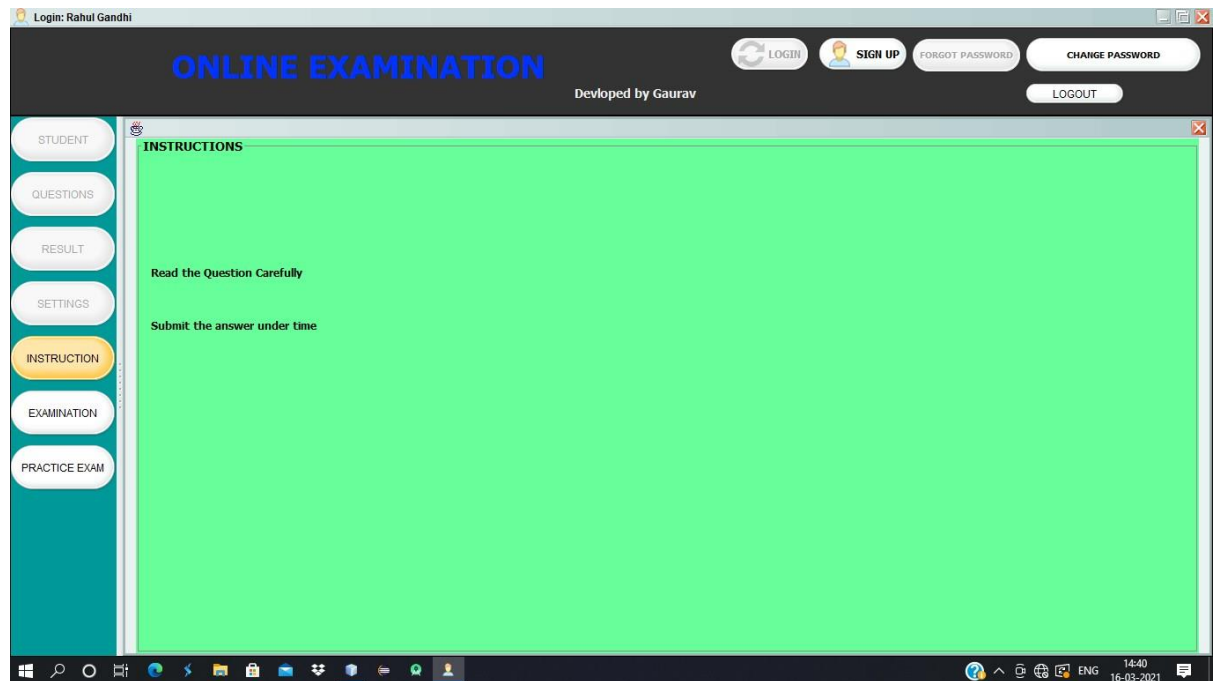 Login: Rahul Gandhi
ONLINE EXAMINATION
LOGIN
SIGN UP
FORGOT PASSWORD
CHANGE PASSWORD
Devloped by Gaurav
LOGOUT
STUDENT
QUESTIONS
RESULT
SETTINGS
INSTRUCTION
EXAMINATION
PRACTICE EXAM
INSTRUCTIONS
Read the Question Carefully
Submit the answer under time
ENG
14:40
16-03-2021